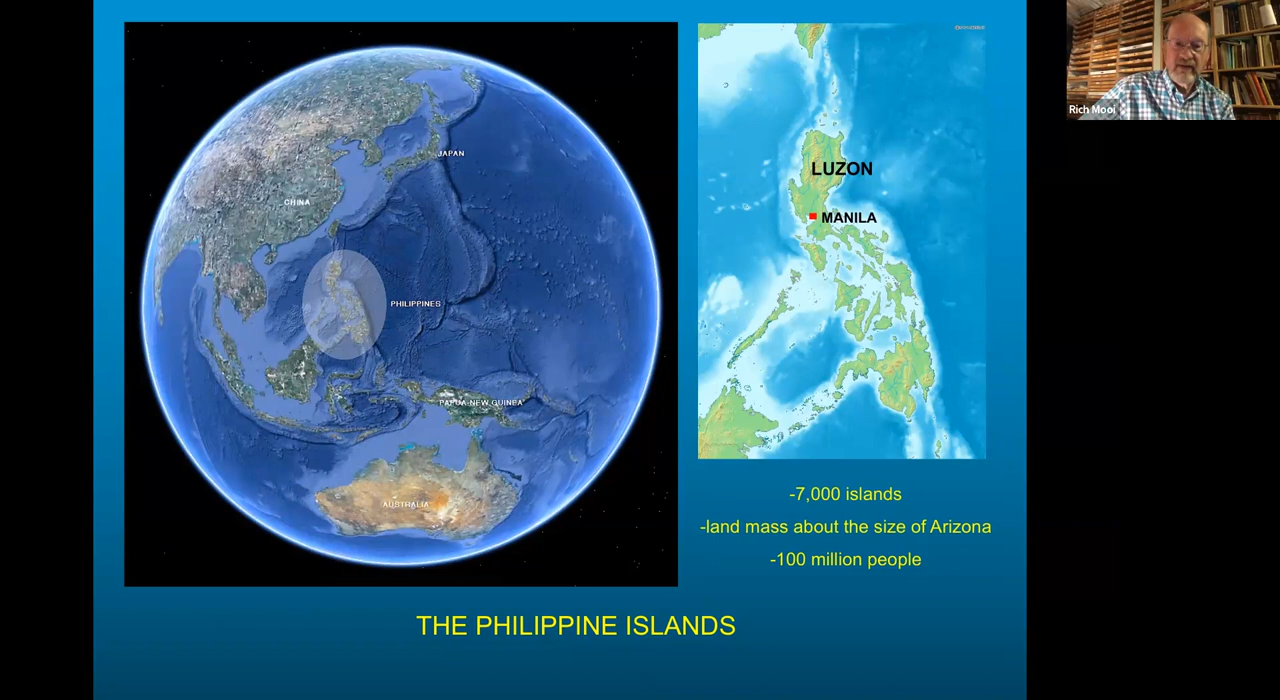 JAPAN
CHINA
PHILIPPINES
PAPUA-NEW GUINEA
AUSTRALIA
LUZON
MANILA
-7,000 islands
-land mass about the size of Arizona
-100 million people
THE PHILIPPINE ISLANDS
Rich Mooi